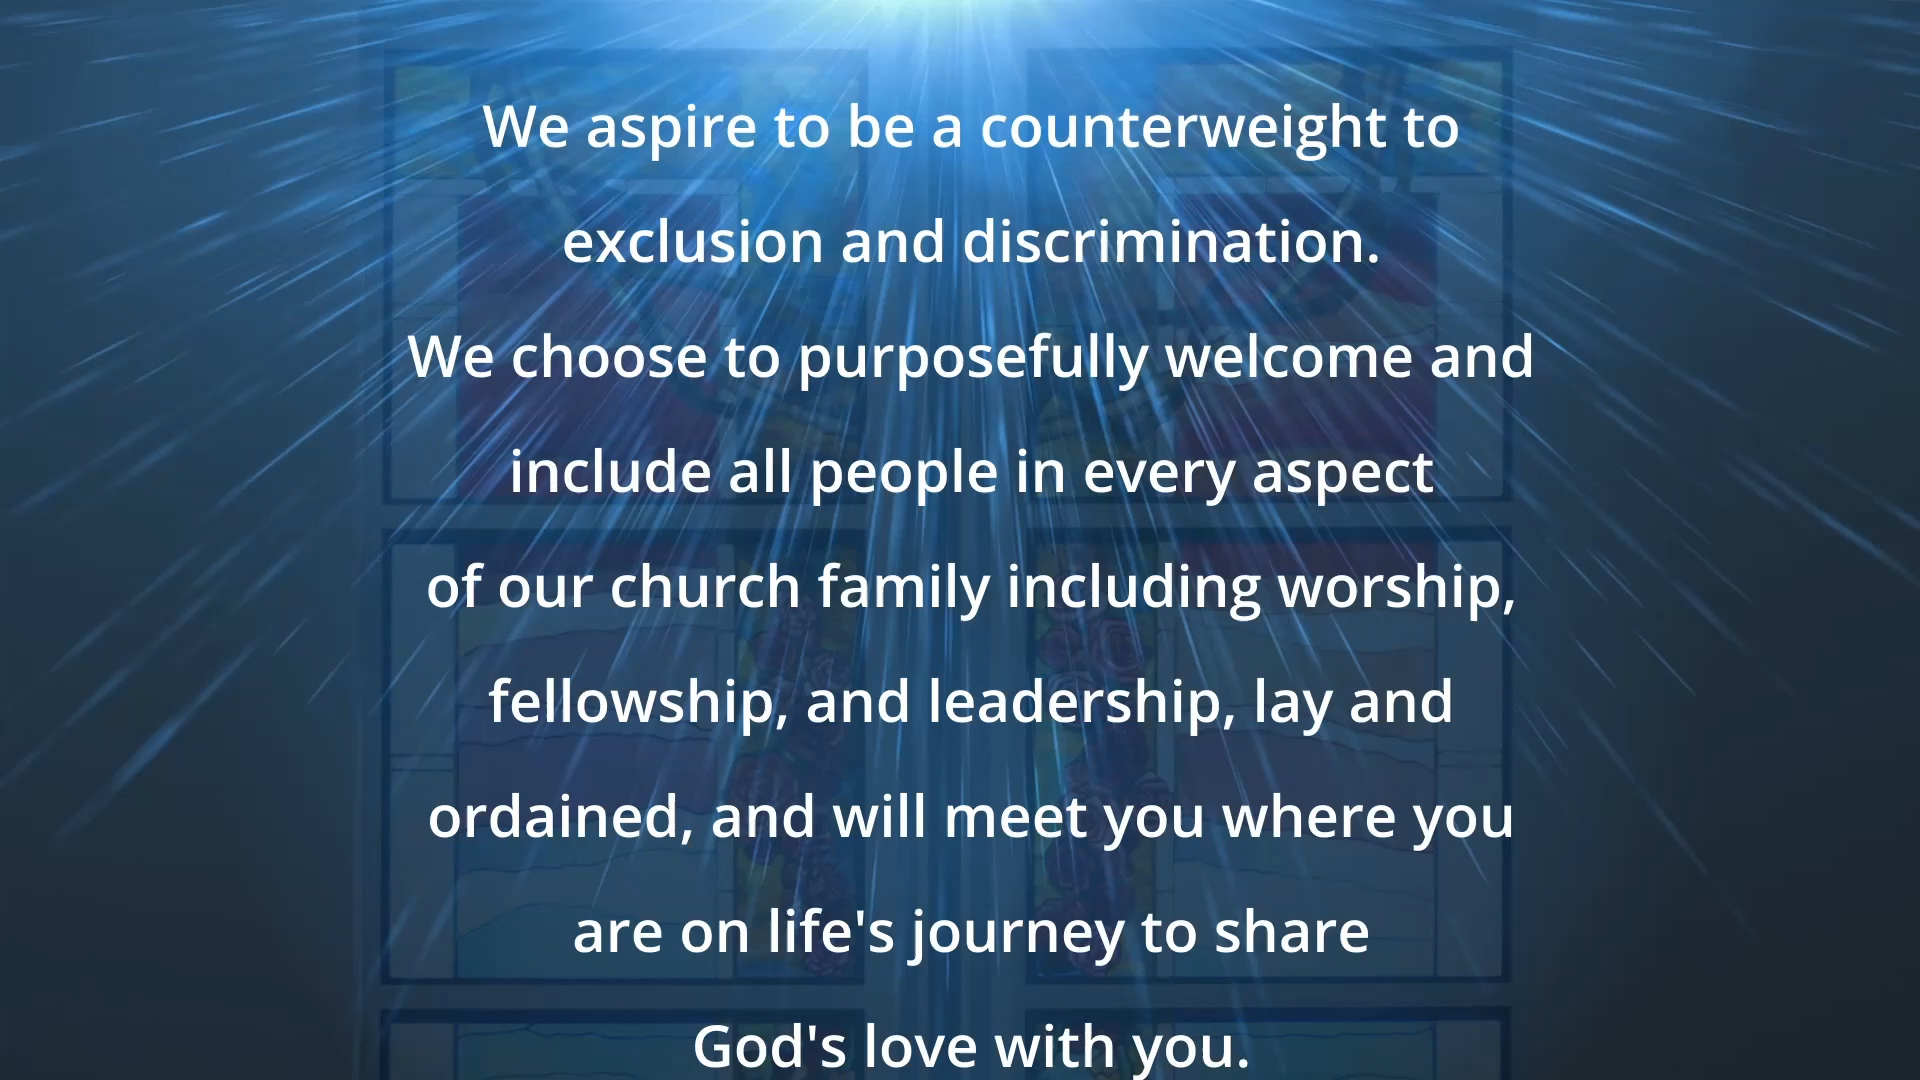 We aspire to be a counterweight to
exclusion and discrimination.
We choose to purposefully welcome and
include all people in every aspect
of our church family including worship,
fellowship, and leadership, lay and
ordained, and will meet you where you
are on life's journey to share
God's love with you.